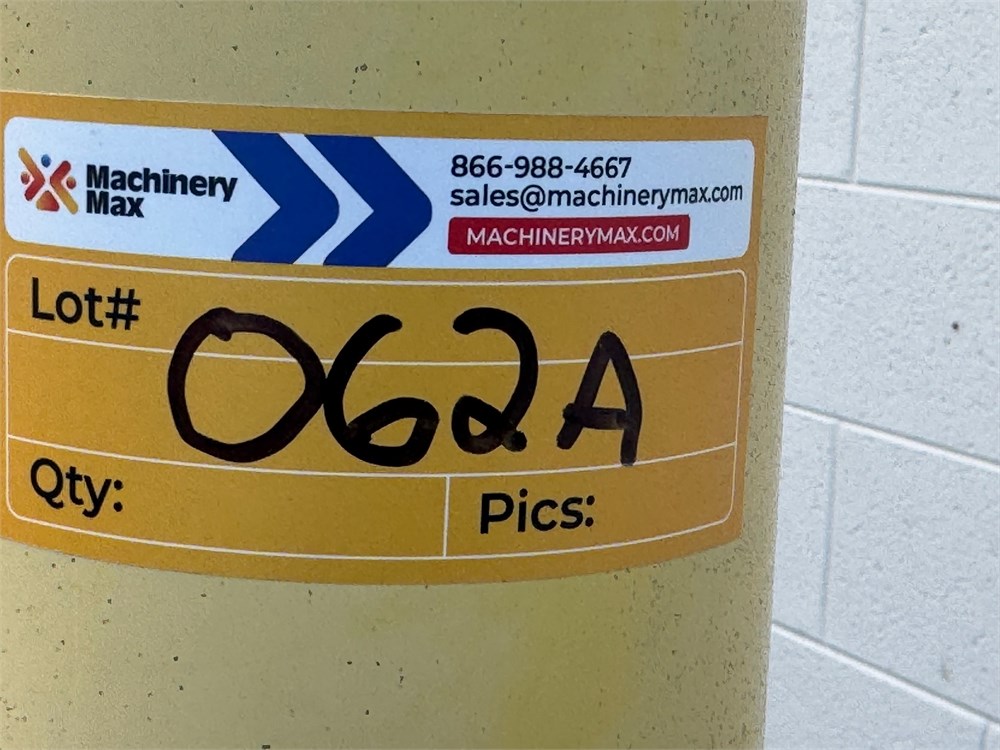 Machinery
Max
866-988-4667
sales@machinerymax.com
MACHINERYMAX.COM
Lot#
062A
Qty:
Pics: